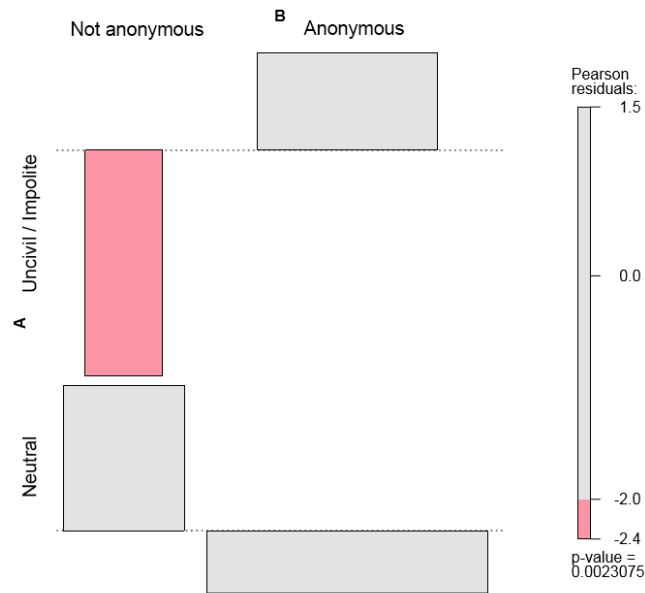 B
Not anonymous
Anonymous
Pearson
residuals:
1.5
Uncivil / Impolite
0.0
A
Neutral
-2.0
-2.4
p-value =
0.0023075